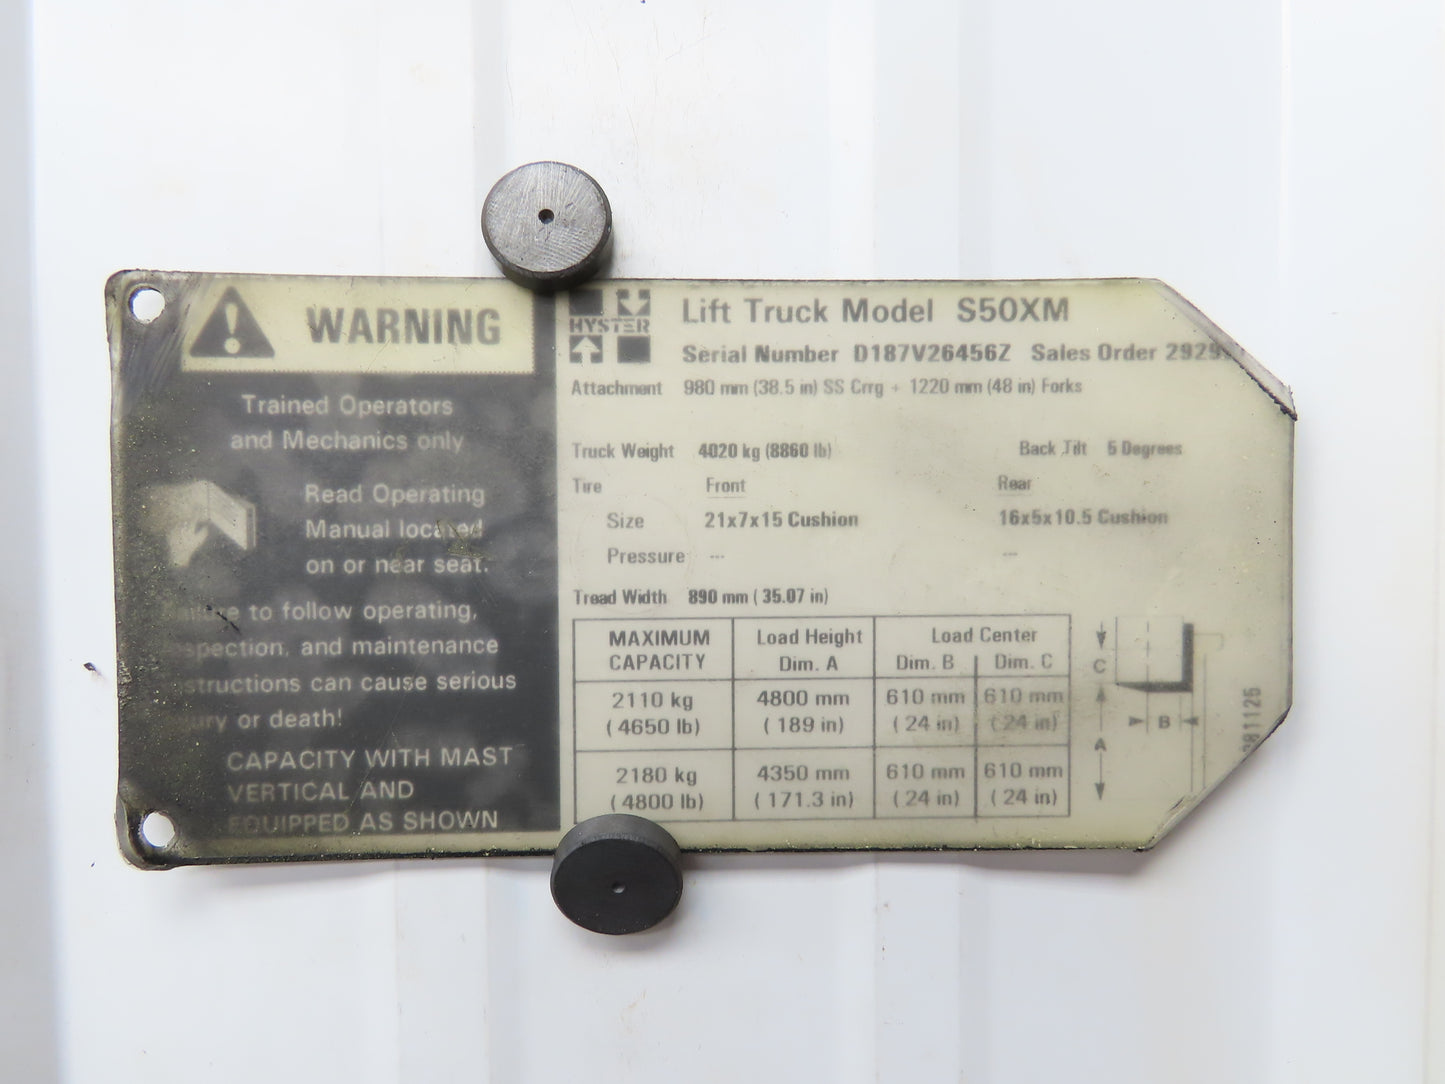 WARNING
Trained Operators
and Mechanics only
Read Operating
Manual located
on or near seat.
to follow operating,
and maintenance
can cause serious
or death!
CAPACITY WITH MAST
VERTICAL AND
EQUIPPED AS SHOWN
HYSTER
Lift Truck Model S50XM
Serial Number D187V26456Z Sales Order
Attachment 980 mm (38.5 in) SS Crrg + 1220 mm (48 in) Forks
Truck Weight 4020 kg (8860 lb) Back Tilt 5 Degrees
Tire Front Rear
Size 21x7x15 Cushion 16x5x10.5 Cushion
Pressure --- ---
Tread Width 890 mm ( 35.07 in)
MAXIMUM CAPACITY Load Height Dim. A Load Center Dim. B Dim. C
2110 kg 4800 mm 610 mm 610 mm
( 4650 lb) ( 189 in) ( 24 in) ( 24 in)
2180 kg 4350 mm 610 mm 610 mm
( 4800 lb) ( 171.3 in) ( 24 in) ( 24 in)
C
B
A